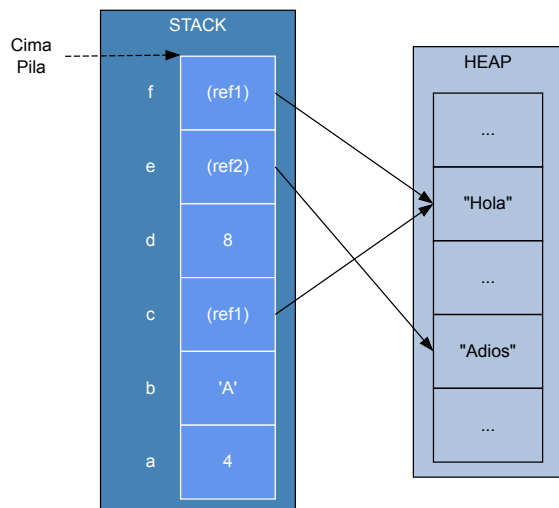 STACK
Cima
Pila
HEAP
f (ref1)
...
e (ref2)
"Hola"
d 8
...
c (ref1)
"Adios"
b 'A'
...
a 4